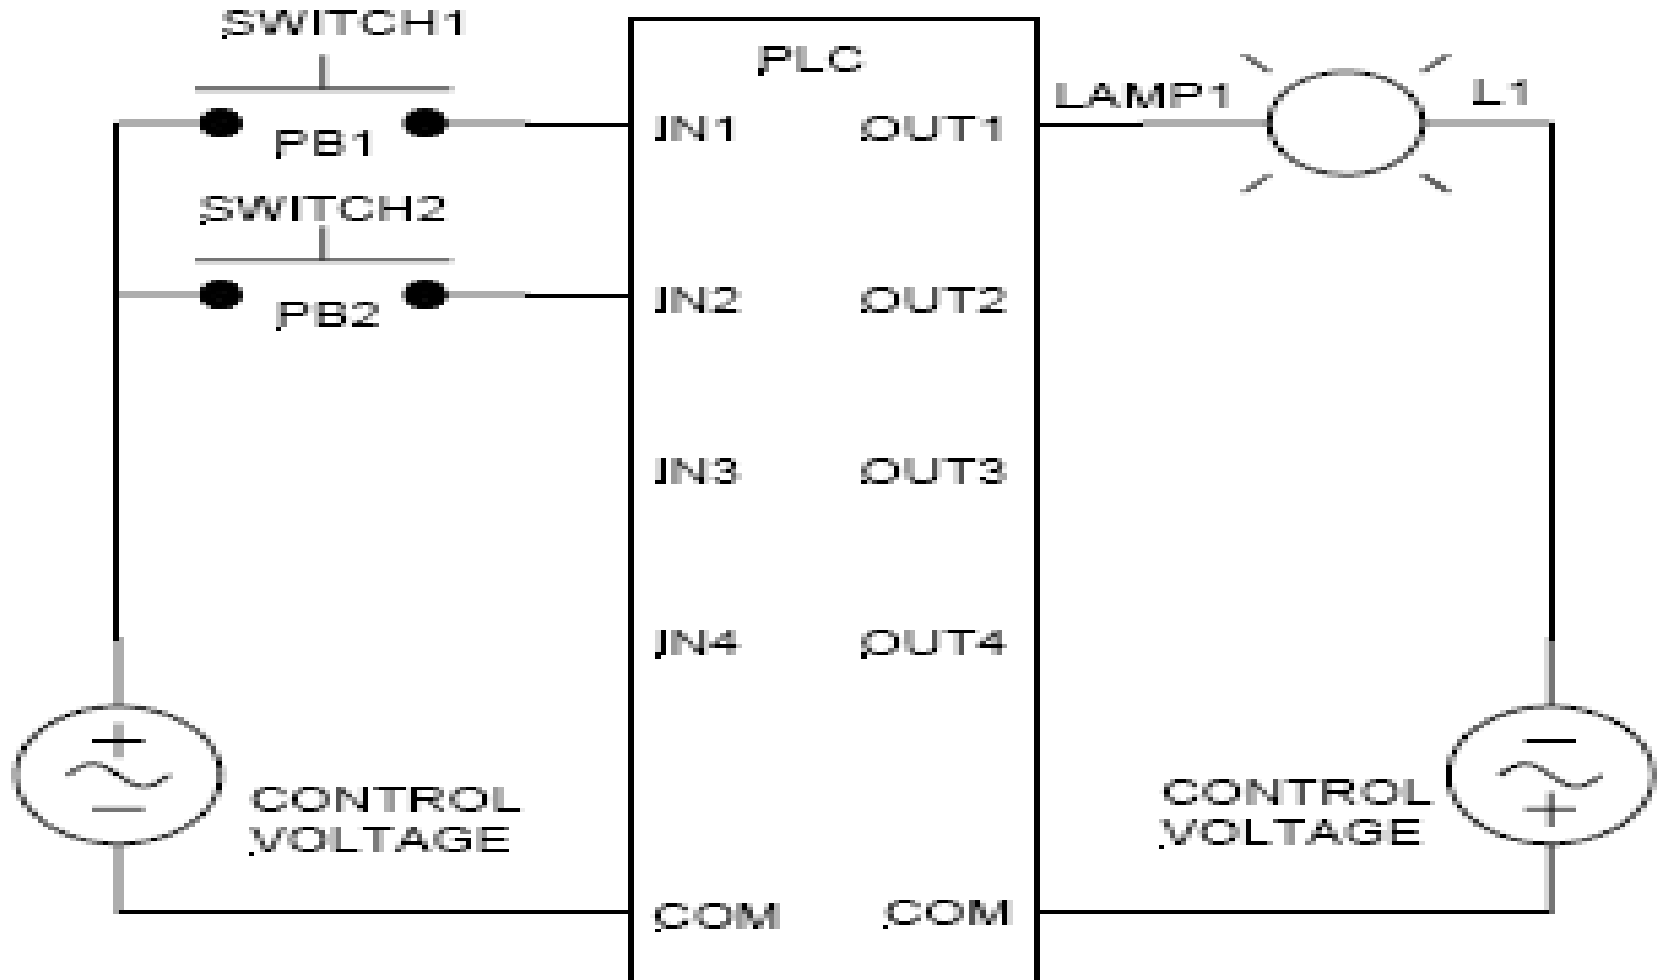 SWITCH1
PLC
LAMP1
L1
PB1
IN1
OUT1
SWITCH2
PB2
IN2
OUT2
IN3
OUT3
IN4
OUT4
+
−
CONTROL
VOLTAGE
CONTROL
VOLTAGE
−
+
COM
COM